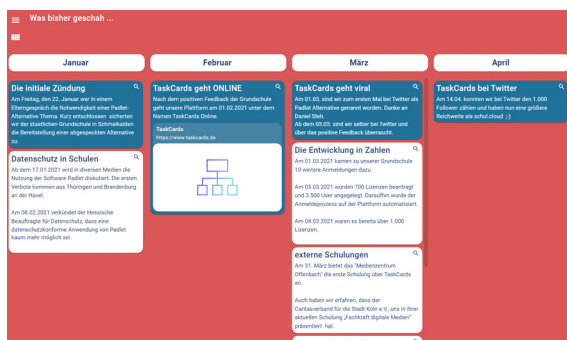 Was bisher geschah ...
Januar
Die initiale Zündung
Am Freitag, den 22. Januar war in einem
Elterngespräch die Notwendigkeit einer Padlet-
Alternative Thema. Kurz entschlossen sicherten
wir der staatlichen Grundschule in Schmalkalden
die Bereitstellung einer abgespeckten Alternative
zu.
Datenschutz in Schulen
Ab dem 17.01.2021 wird in diversen Medien die
Nutzung der Software Padlet diskutiert. Die ersten
Verbote kommen aus Thüringen und Brandenburg
an der Havel.
Am 08.02.2021 verkündet der Hessische
Beauftragte für Datenschutz, dass eine
datenschutzkonforme Anwendung von Padlet
kaum mehr möglich sei.
Februar
TaskCards geht ONLINE
Nach dem positiven Feedback der Grundschule
geht unsere Plattform am 01.02.2021 unter dem
Namen TaskCards Online.
TaskCards
https://www.taskcards.de
März
TaskCards geht viral
Am 01.03. sind wir zum ersten Mal bei Twitter als
Padlet Alternative genannt worden. Danke an
Daniel Steh.
Ab dem 03.03. sind wir selber bei Twitter und
über das positive Feedback überrascht.
Die Entwicklung in Zahlen
Am 01.03.2021 kamen zu unserer Grundschule
10 weitere Anmeldungen dazu.
Am 03.03.2021 wurden 700 Lizenzen beantragt
und 3.500 User angegelegt. Daraufhin wurde der
Anmeldeprozess auf der Plattform automatisiert.
Am 04.03.2021 waren es bereits über 1.000
Lizenzen.
externe Schulungen
Am 31. März bietet das "Medienzentrum
Offenbach" die erste Schulung über TaskCards
an.
Auch haben wir erfahren, dass der
Caritasverband für die Stadt Köln e.V., uns in ihrer
aktuellen Schulung „Fachkraft digitale Medien"
präsentiert hat.
April
TaskCards bei Twitter
Am 14.04. konnten wir bei Twitter den 1.000
Follower zählen und haben nun eine größere
Reichweite als schul.cloud ;)